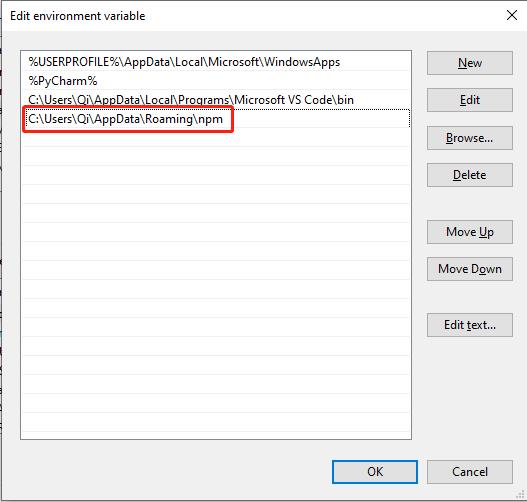 Edit environment variable
%USERPROFILE%\AppData\Local\Microsoft\WindowsApps
%PyCharm%
C:\Users\Qi\AppData\Local\Programs\Microsoft VS Code\bin
C:\Users\Qi\AppData\Roaming\npm
New
Edit
Browse...
Delete
Move Up
Move Down
Edit text...
OK
Cancel